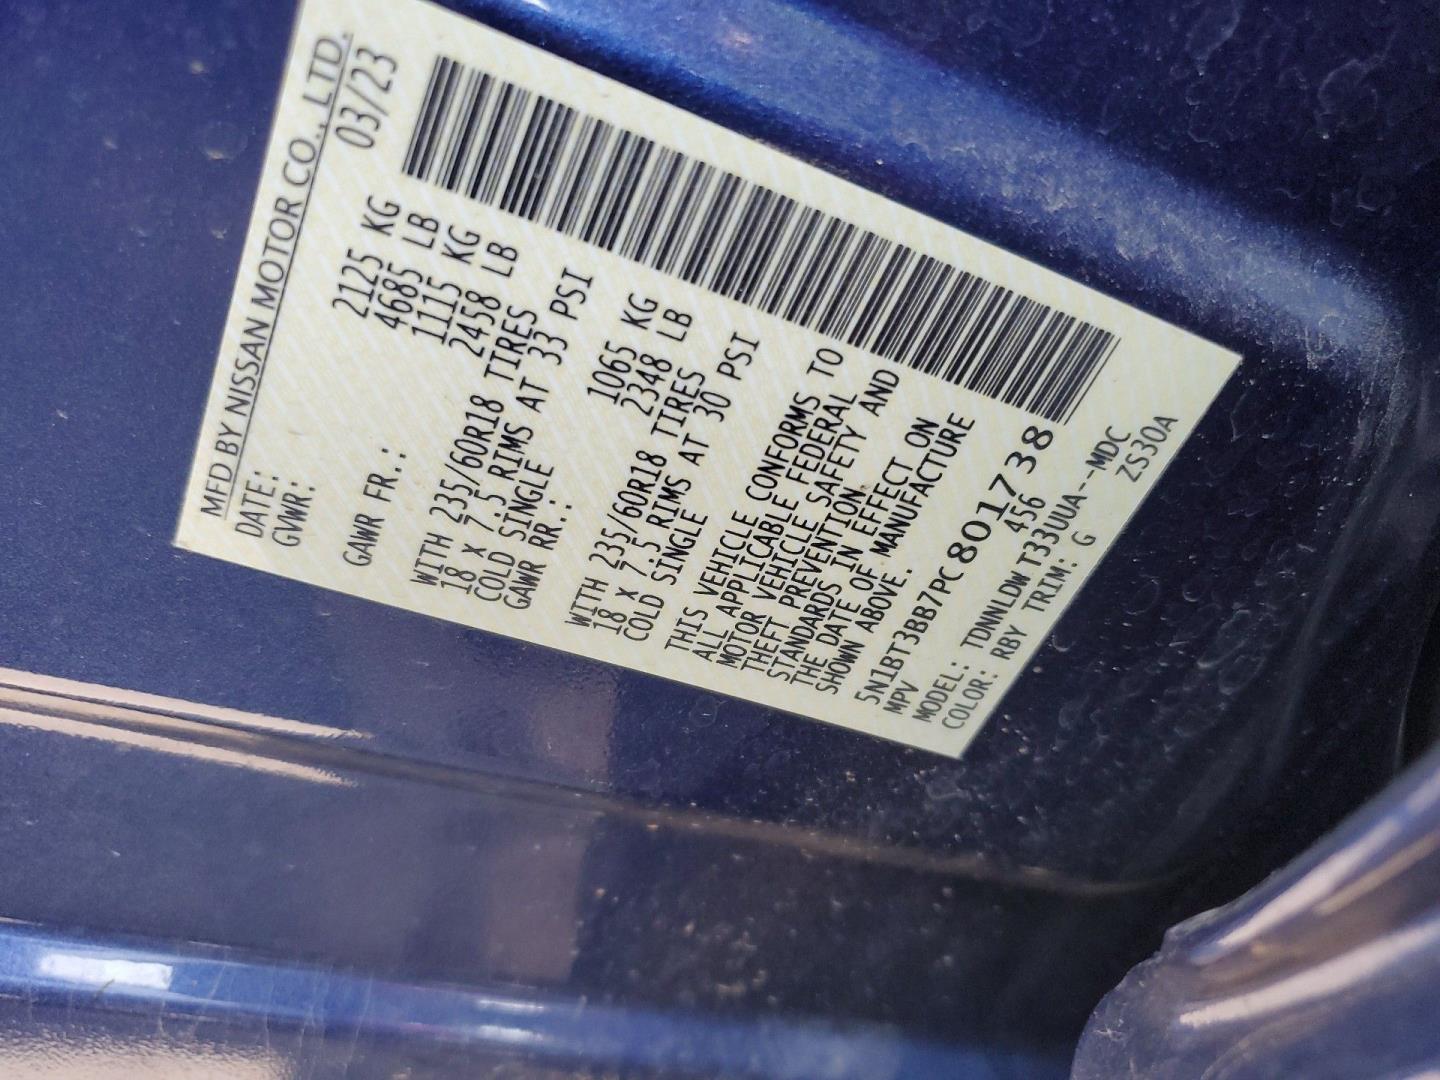 MFD BY NISSAN MOTOR CO., LTD.
DATE: 03/23
GVWR: 2125 KG
4685 LB
GAWR FR.: 1115 KG
2458 LB
WITH 235/60R18 TIRES
18 x 7.5 RIMS AT 33 PSI
COLD SINGLE
GAWR RR.: 1065 KG
2348 LB
WITH 235/60R18 TIRES
18 x 7.5 RIMS AT 30 PSI
COLD SINGLE
THIS VEHICLE CONFORMS TO
ALL APPLICABLE FEDERAL
MOTOR VEHICLE SAFETY AND
THEFT PREVENTION
STANDARDS IN EFFECT ON
THE DATE OF MANUFACTURE
SHOWN ABOVE.
5N1BT3BB7PC801738
MPV 456
MODEL: TDNNLDW T33UUA--MDC
COLOR: RBY TRIM: G ZS30A